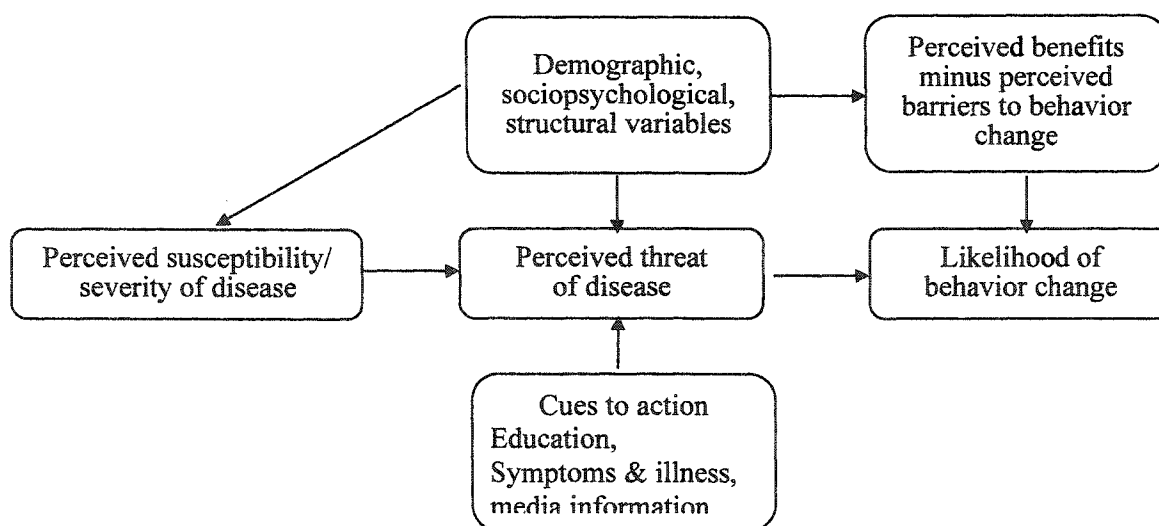 Demographic,
sociopsychological,
structural variables
Perceived benefits
minus perceived
barriers to behavior
change
Perceived susceptibility/
severity of disease
Perceived threat
of disease
Likelihood of
behavior change
Cues to action
Education,
Symptoms & illness,
media information